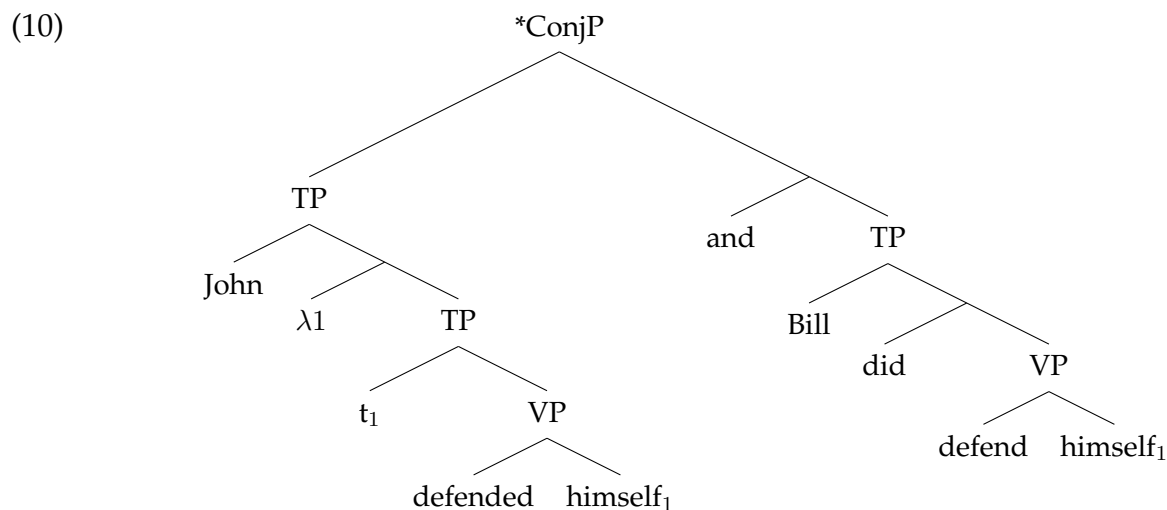 (10) *ConjP
TP
and TP
John
λ1 TP
Bill
did VP
t₁ VP
defend himself₁
defended himself₁